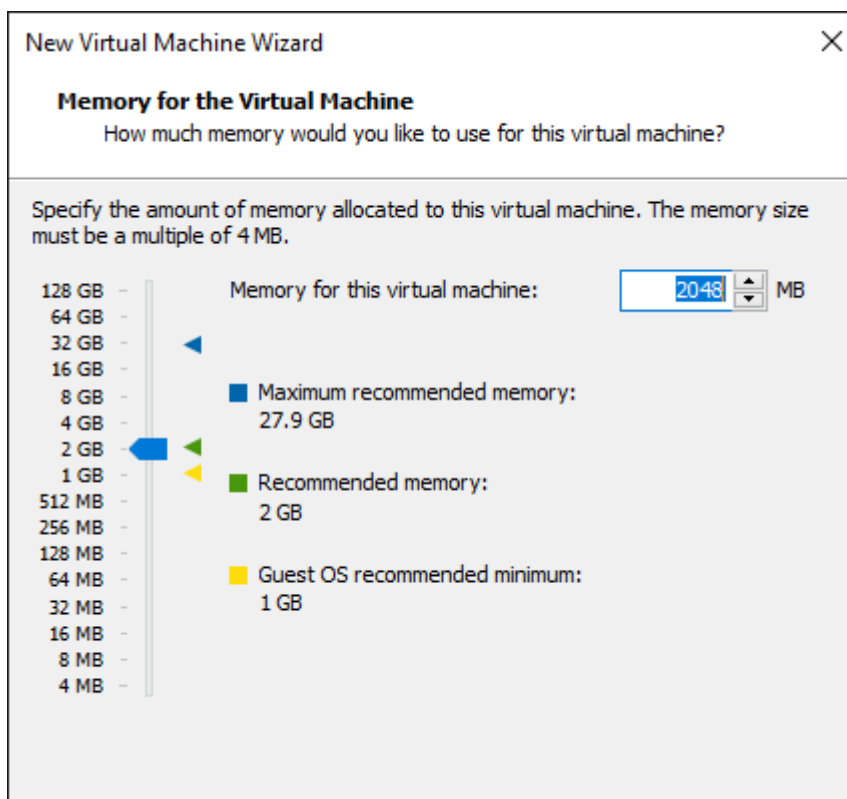 New Virtual Machine Wizard
Memory for the Virtual Machine
How much memory would you like to use for this virtual machine?
Specify the amount of memory allocated to this virtual machine. The memory size
must be a multiple of 4 MB.
Memory for this virtual machine: 2048 MB
128 GB
64 GB
32 GB
16 GB
8 GB
4 GB
2 GB
1 GB
512 MB
256 MB
128 MB
64 MB
32 MB
16 MB
8 MB
4 MB
Maximum recommended memory:
27.9 GB
Recommended memory:
2 GB
Guest OS recommended minimum:
1 GB